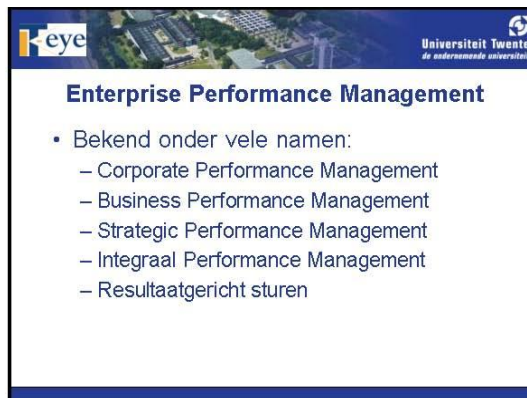 eye
Universiteit Twente
de ondernemende universiteit
Enterprise Performance Management
• Bekend onder vele namen:
– Corporate Performance Management
– Business Performance Management
– Strategic Performance Management
– Integraal Performance Management
– Resultaatgericht sturen